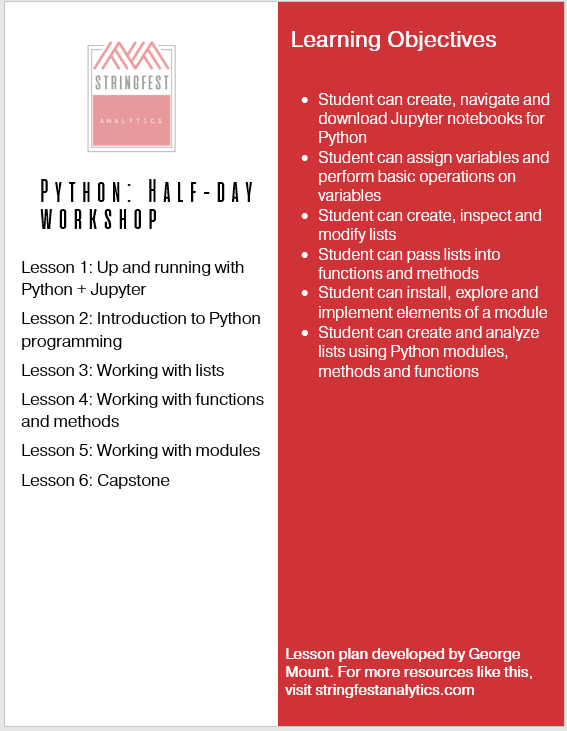 STRINGFEST
ANALYTICS
PYTHON: HALF-DAY
WORKSHOP
Lesson 1: Up and running with
Python + Jupyter
Lesson 2: Introduction to Python
programming
Lesson 3: Working with lists
Lesson 4: Working with functions
and methods
Lesson 5: Working with modules
Lesson 6: Capstone
Learning Objectives
• Student can create, navigate and
download Jupyter notebooks for
Python
• Student can assign variables and
perform basic operations on
variables
• Student can create, inspect and
modify lists
• Student can pass lists into
functions and methods
• Student can install, explore and
implement elements of a module
• Student can create and analyze
lists using Python modules,
methods and functions
Lesson plan developed by George
Mount. For more resources like this,
visit stringfestanalytics.com